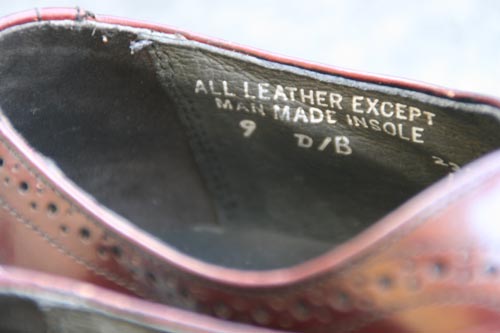 ALL LEATHER EXCEPT
MAN MADE INSOLE
9 D/B